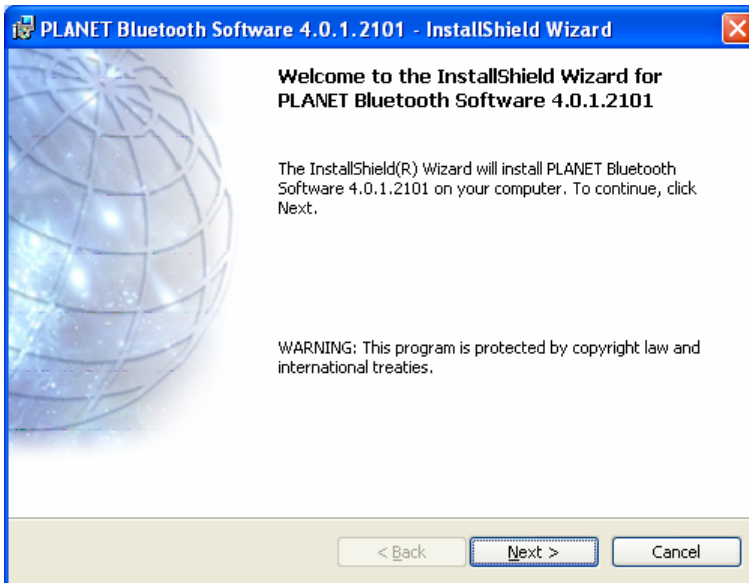 PLANET Bluetooth Software 4.0.1.2101 - InstallShield Wizard
Welcome to the InstallShield Wizard for
PLANET Bluetooth Software 4.0.1.2101
The InstallShield(R) Wizard will install PLANET Bluetooth
Software 4.0.1.2101 on your computer. To continue, click
Next.
WARNING: This program is protected by copyright law and
international treaties.
< Back Next > Cancel